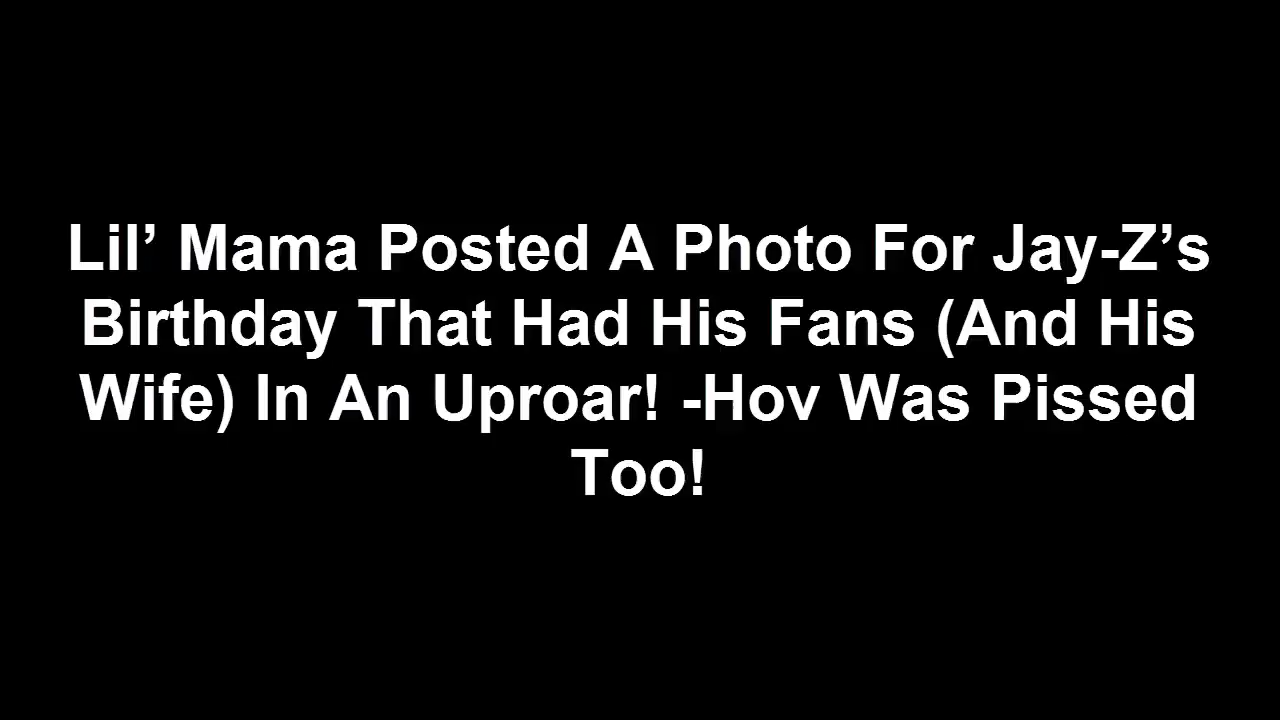 Lil’ Mama Posted A Photo For Jay-Z’s
Birthday That Had His Fans (And His
Wife) In An Uproar! -Hov Was Pissed
Too!